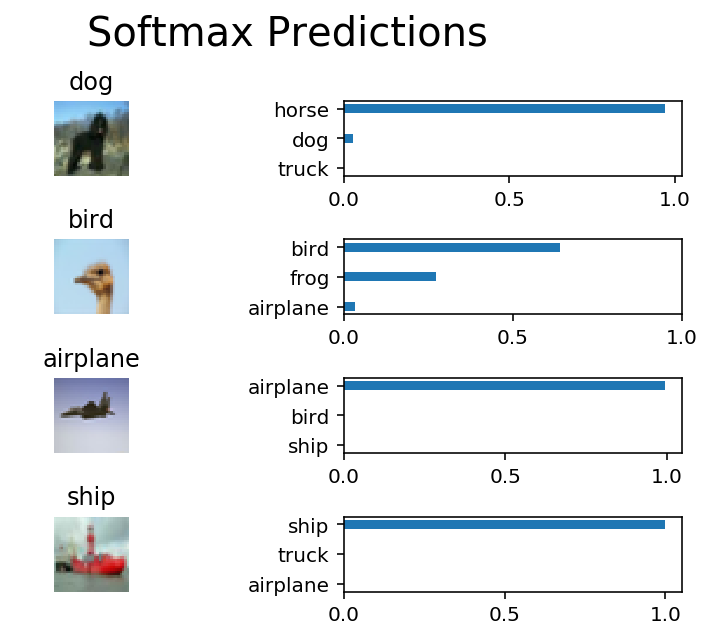 Softmax Predictions
dog
horse
dog
truck
0.0 0.5 1.0
bird
bird
frog
airplane
0.0 0.5 1.0
airplane
airplane
bird
ship
0.0 0.5 1.0
ship
ship
truck
airplane
0.0 0.5 1.0